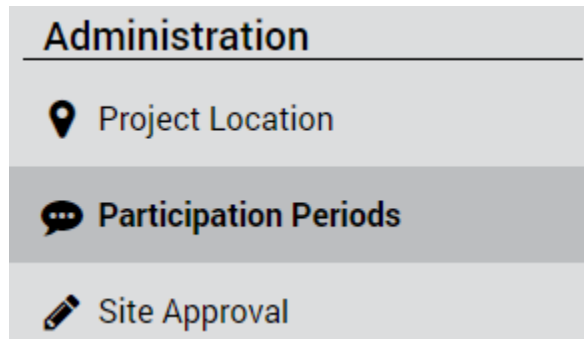 Administration
Project Location
Participation Periods
Site Approval